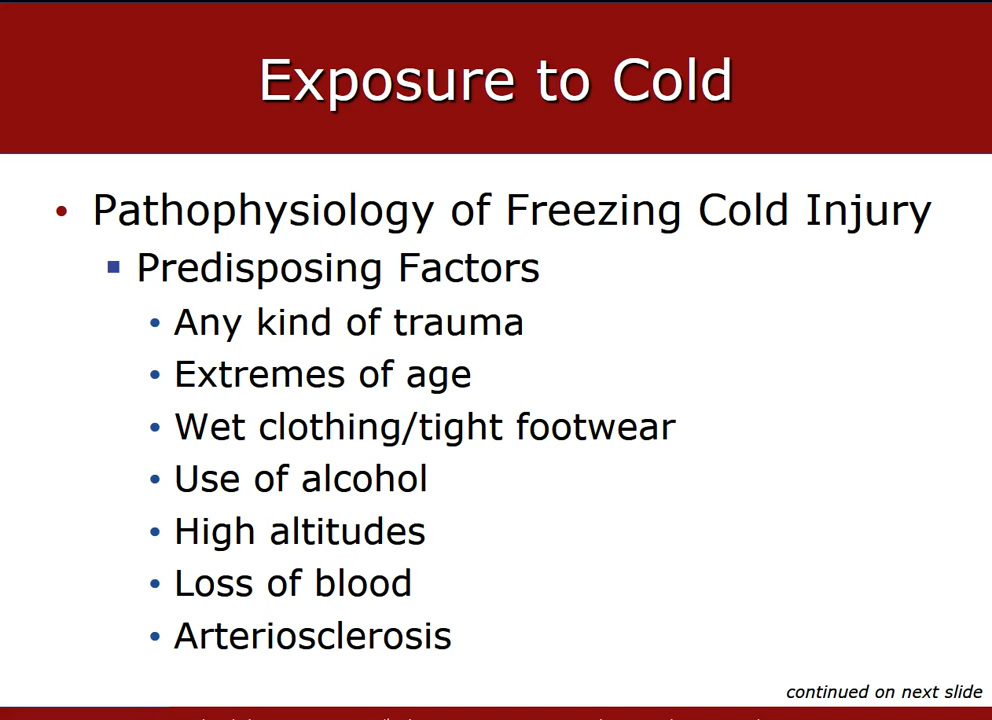 Exposure to Cold
• Pathophysiology of Freezing Cold Injury
▪ Predisposing Factors
• Any kind of trauma
• Extremes of age
• Wet clothing/tight footwear
• Use of alcohol
• High altitudes
• Loss of blood
• Arteriosclerosis
continued on next slide